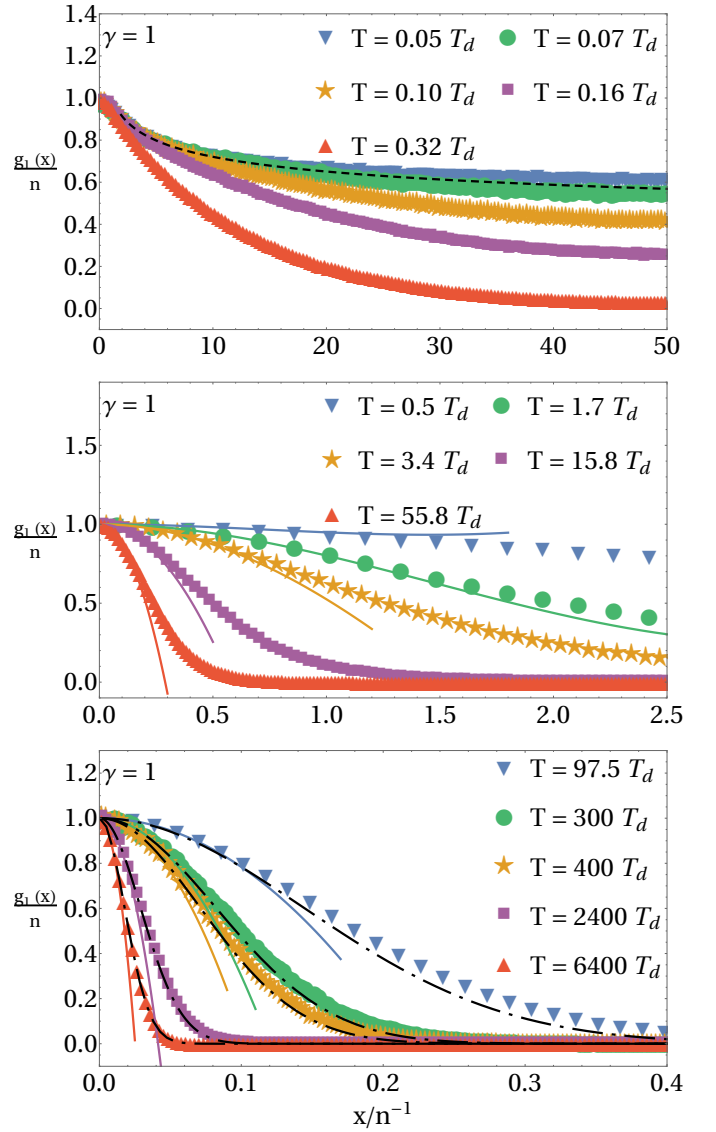 1.4
γ = 1
T = 0.05 T_d
T = 0.07 T_d
1.2
T = 0.10 T_d
T = 0.16 T_d
1.0
T = 0.32 T_d
0.8
g₁(x)
n
0.6
0.4
0.2
0.0
0 10 20 30 40 50
γ = 1
T = 0.5 T_d
T = 1.7 T_d
1.5
T = 3.4 T_d
T = 15.8 T_d
1.0
T = 55.8 T_d
g₁(x)
n
0.5
0.0
0.0 0.5 1.0 1.5 2.0 2.5
γ = 1
T = 97.5 T_d
1.2
1.0
T = 300 T_d
0.8
T = 400 T_d
g₁(x)
n
0.6
T = 2400 T_d
0.4
T = 6400 T_d
0.2
0.0
0.0 0.1 0.2 0.3 0.4
x/n⁻¹